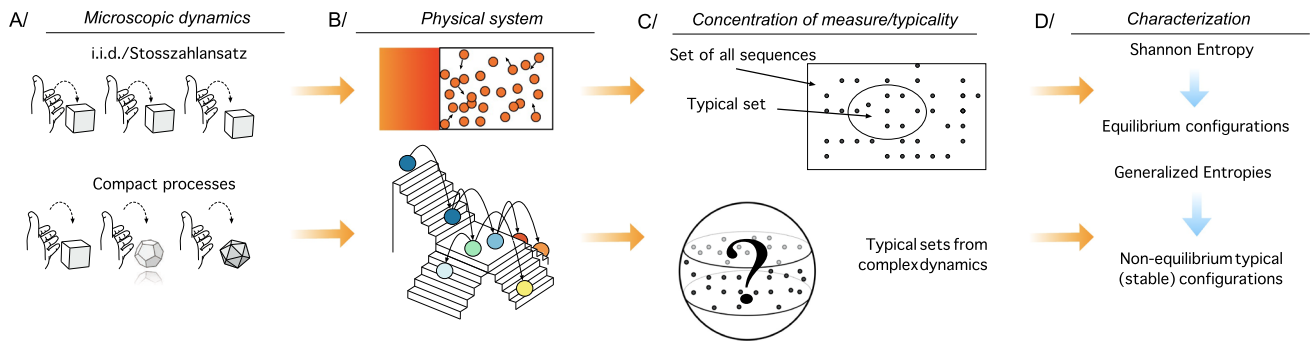 A/ Microscopic dynamics
i.i.d./Stosszahlansatz
Compact processes
B/ Physical system
C/ Concentration of measure/typicality
Set of all sequences
Typical set
?
Typical sets from
complex dynamics
D/ Characterization
Shannon Entropy
Equilibrium configurations
Generalized Entropies
Non-equilibrium typical
(stable) configurations